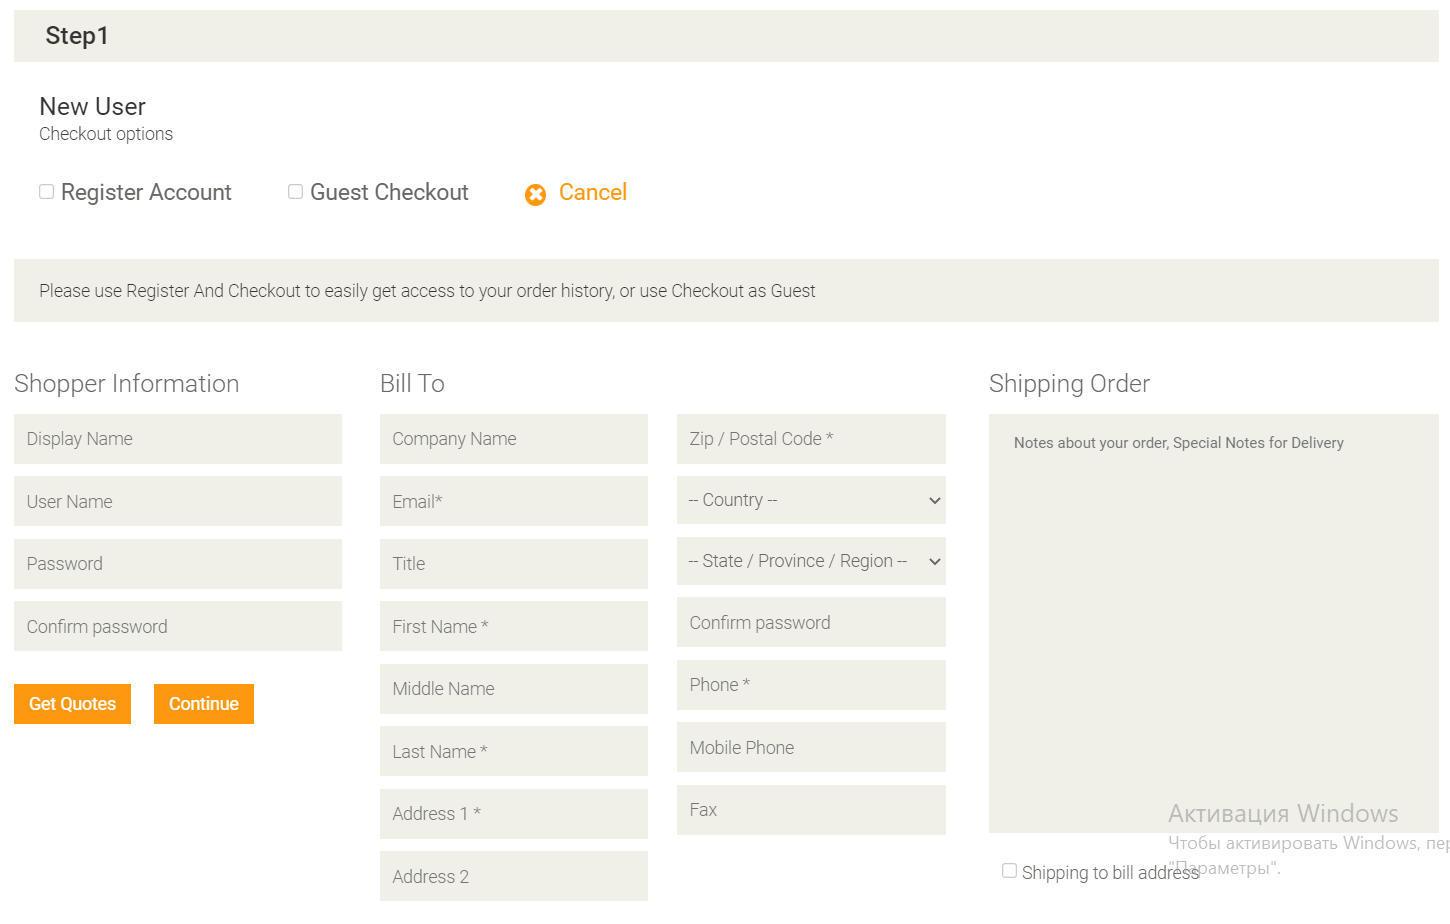 Step1
New User
Checkout options
Register Account
Guest Checkout
Cancel
Please use Register And Checkout to easily get access to your order history, or use Checkout as Guest
Shopper Information
Display Name
User Name
Password
Confirm password
Get Quotes
Continue
Bill To
Company Name
Email*
Title
First Name *
Middle Name
Last Name *
Address 1 *
Address 2
Zip / Postal Code *
-- Country --
-- State / Province / Region --
Confirm password
Phone *
Mobile Phone
Fax
Shipping Order
Notes about your order, Special Notes for Delivery
Shipping to bill address
Активация Windows
Чтобы активировать Windows, пер
"Параметры".